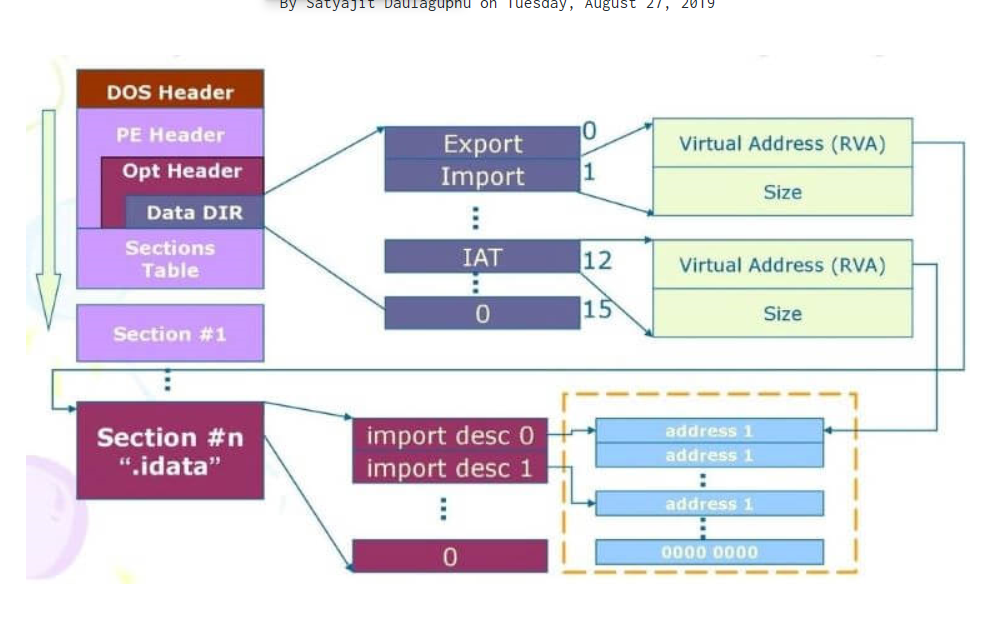 By Satyajit Daulaguphu on Tuesday, August 27, 2019
DOS Header
PE Header
Opt Header
Data DIR
Sections
Table
Section #1
Section #n
“.idata”
Export
0
Import
1
IAT
12
0
15
Virtual Address (RVA)
Size
Virtual Address (RVA)
Size
import desc 0
import desc 1
0
address 1
address 1
address 1
0000 0000